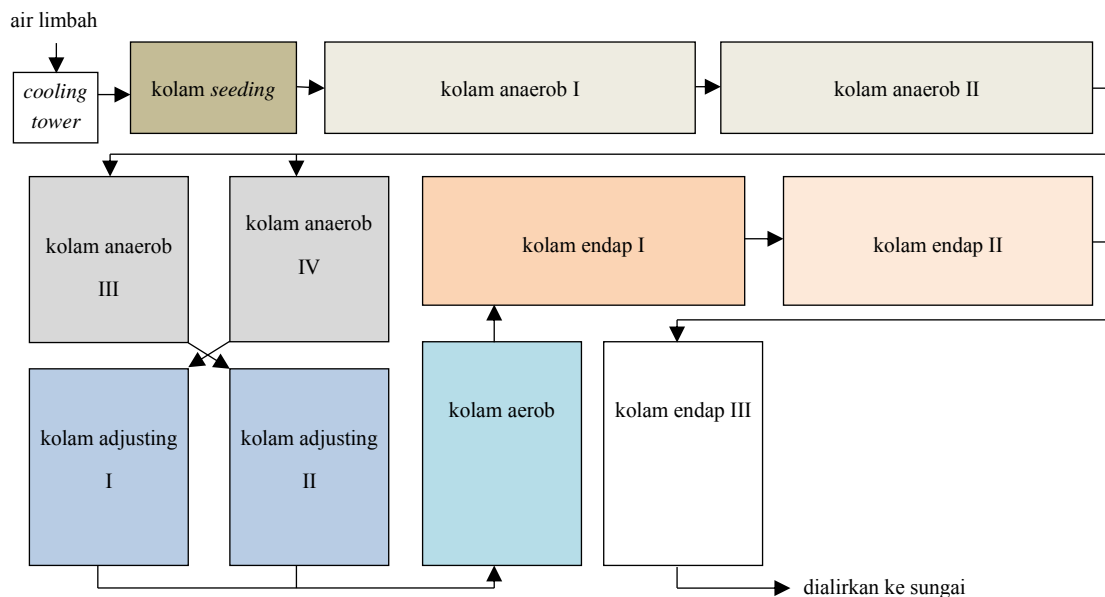 air limbah
cooling
tower
kolam seeding
kolam anaerob I
kolam anaerob II
kolam anaerob
III
kolam anaerob
IV
kolam endap I
kolam endap II
kolam adjusting
I
kolam adjusting
II
kolam aerob
kolam endap III
dialirkan ke sungai